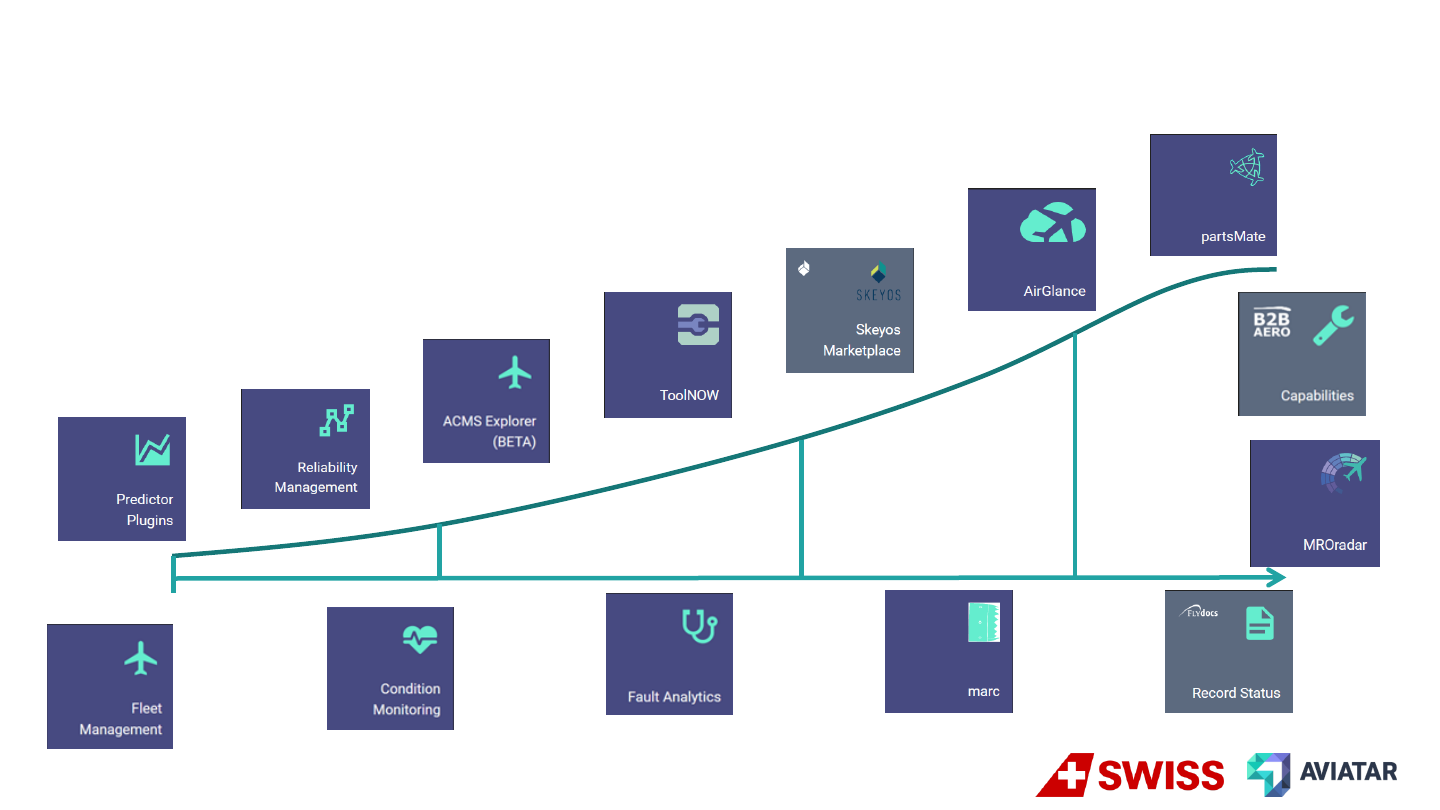 partsMate
AirGlance
SKEYOS
Skeyos
Marketplace
B2B
AERO
Capabilities
ToolNOW
ACMS Explorer
(BETA)
Reliability
Management
Predictor
Plugins
MROradar
Fleet
Management
Condition
Monitoring
Fault Analytics
marc
FLYdocs
Record Status
SWISS
AVIATAR